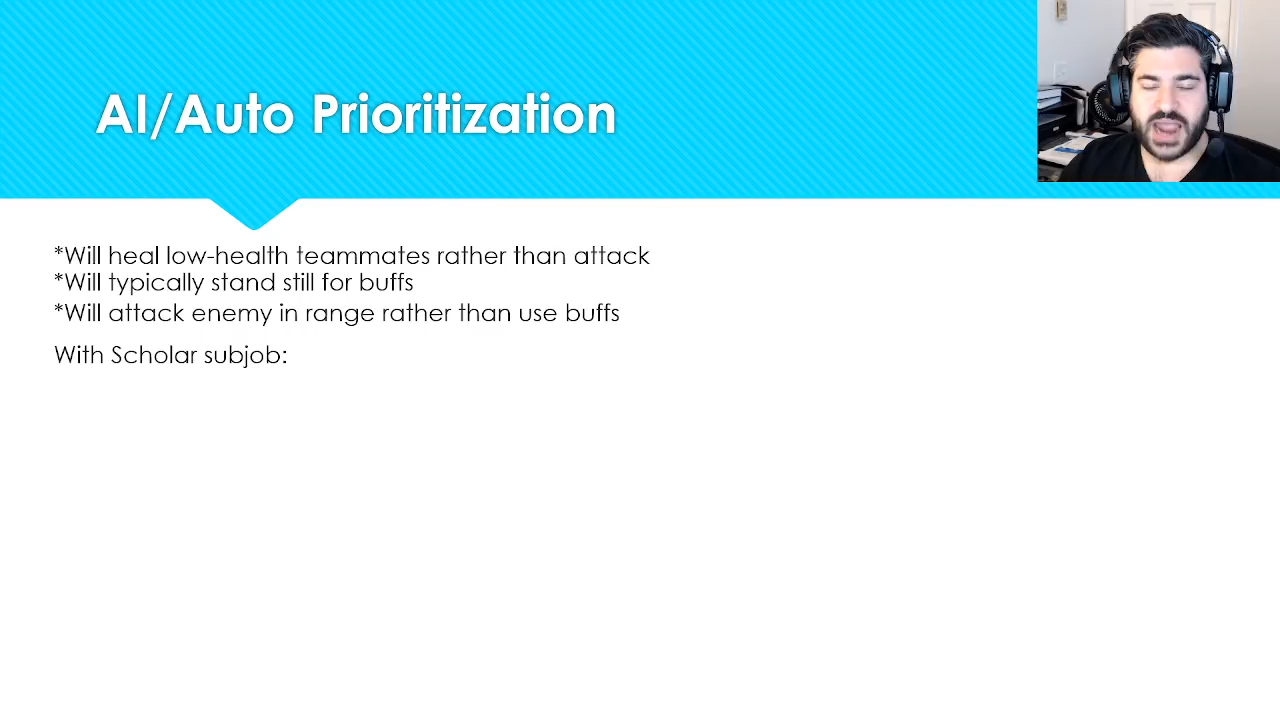 AI/Auto Prioritization
*Will heal low-health teammates rather than attack
*Will typically stand still for buffs
*Will attack enemy in range rather than use buffs
With Scholar subjob: